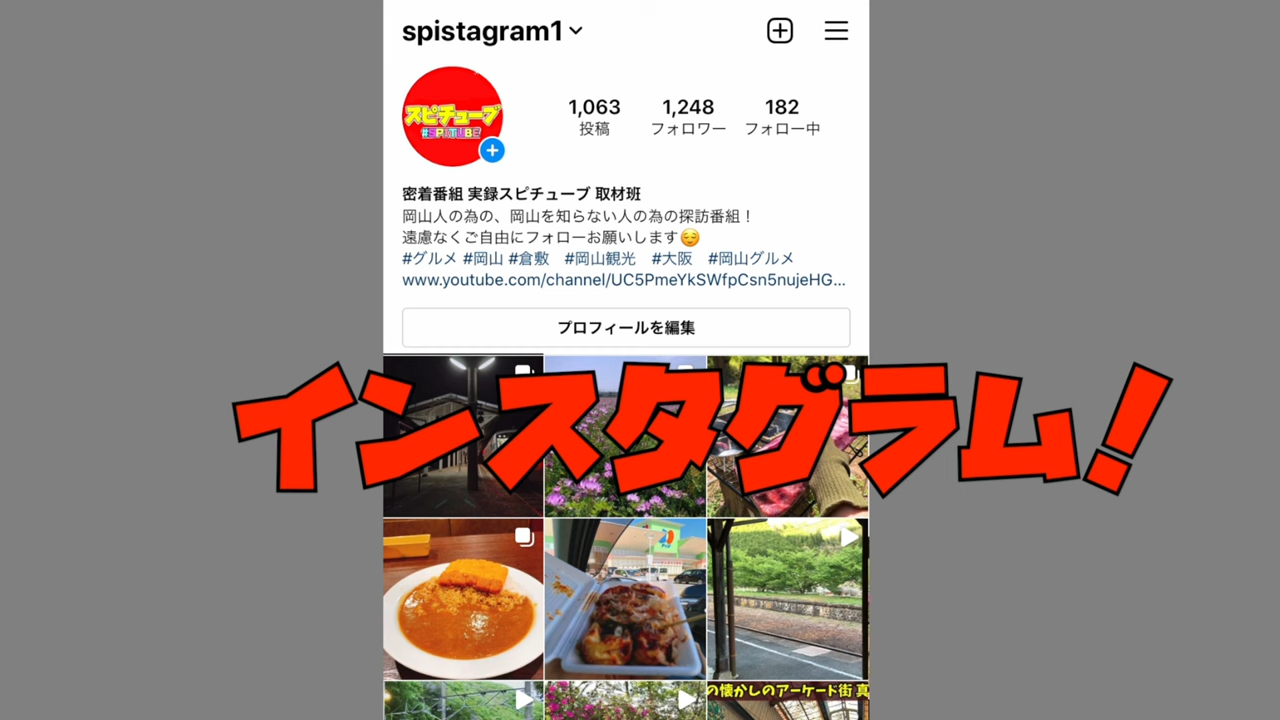 spistagram1
スピチューブ
#SPITUBE
1,063
投稿
1,248
フォロワー
182
フォロー中
密着番組 実録スピチューブ 取材班
岡山人の為の、岡山を知らない人の為の探訪番組！
遠慮なくご自由にフォローお願いします😌
#グルメ #岡山 #倉敷 #岡山観光 #大阪 #岡山グルメ
www.youtube.com/channel/UC5PmeYkSWfpCsn5nujeHG...
プロフィールを編集
インスタグラム！
の懐かしのアーケード街 真